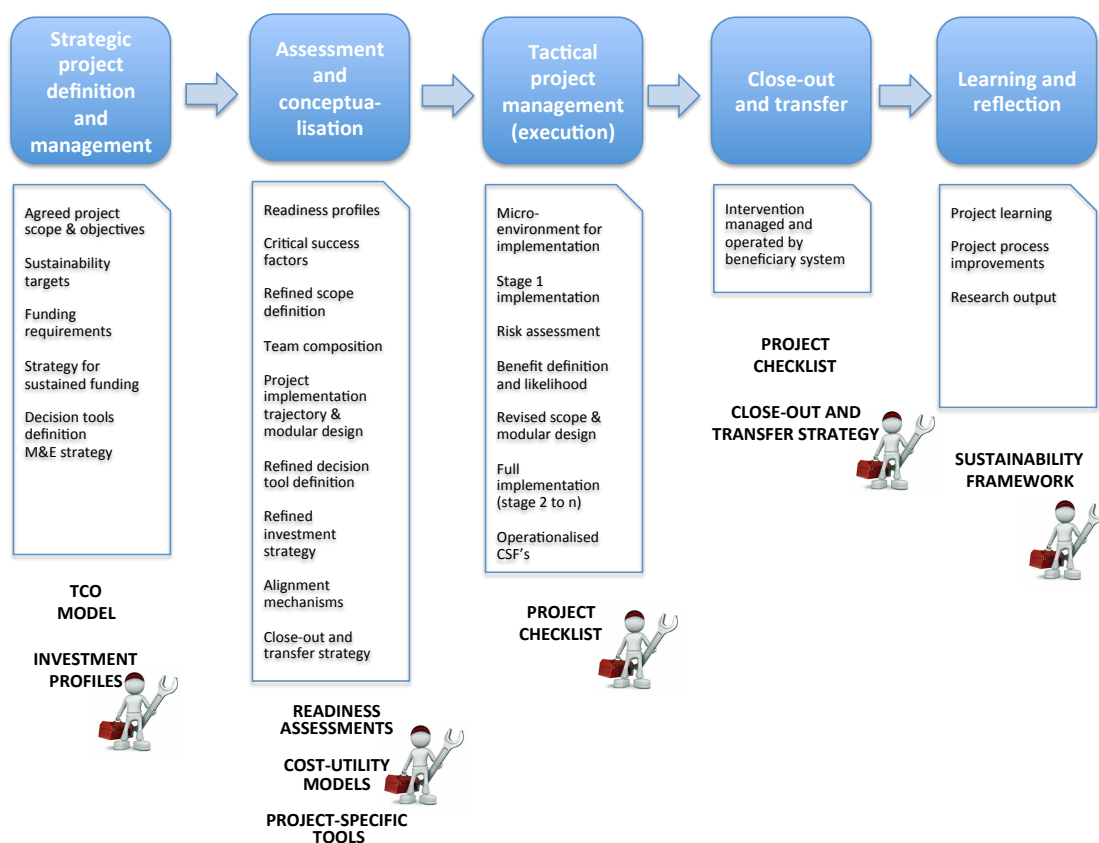 Strategic
project
definition
and
management
Assessment
and
conceptua-
lisation
Tactical
project
management
(execution)
Close-out
and transfer
Learning and
reflection
Agreed project
scope & objectives
Sustainability
targets
Funding
requirements
Strategy for
sustained funding
Decision tools
definition
M&E strategy
TCO
MODEL
INVESTMENT
PROFILES
Readiness profiles
Critical success
factors
Refined scope
definition
Team composition
Project
implementation
trajectory &
modular design
Refined decision
tool definition
Refined
investment
strategy
Alignment
mechanisms
Close-out and
transfer strategy
READINESS
ASSESSMENTS
COST-UTILITY
MODELS
PROJECT-SPECIFIC
TOOLS
Micro-
environment for
implementation
Stage 1
implementation
Risk assessment
Benefit definition
and likelihood
Revised scope &
modular design
Full
implementation
(stage 2 to n)
Operationalised
CSF's
PROJECT
CHECKLIST
Intervention
managed and
operated by
beneficiary system
PROJECT
CHECKLIST
CLOSE-OUT AND
TRANSFER STRATEGY
Project learning
Project process
improvements
Research output
SUSTAINABILITY
FRAMEWORK